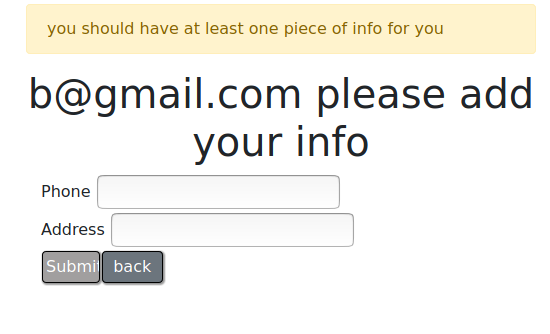 you should have at least one piece of info for you
b@gmail.com please add
your info
Phone
Address
Submit back